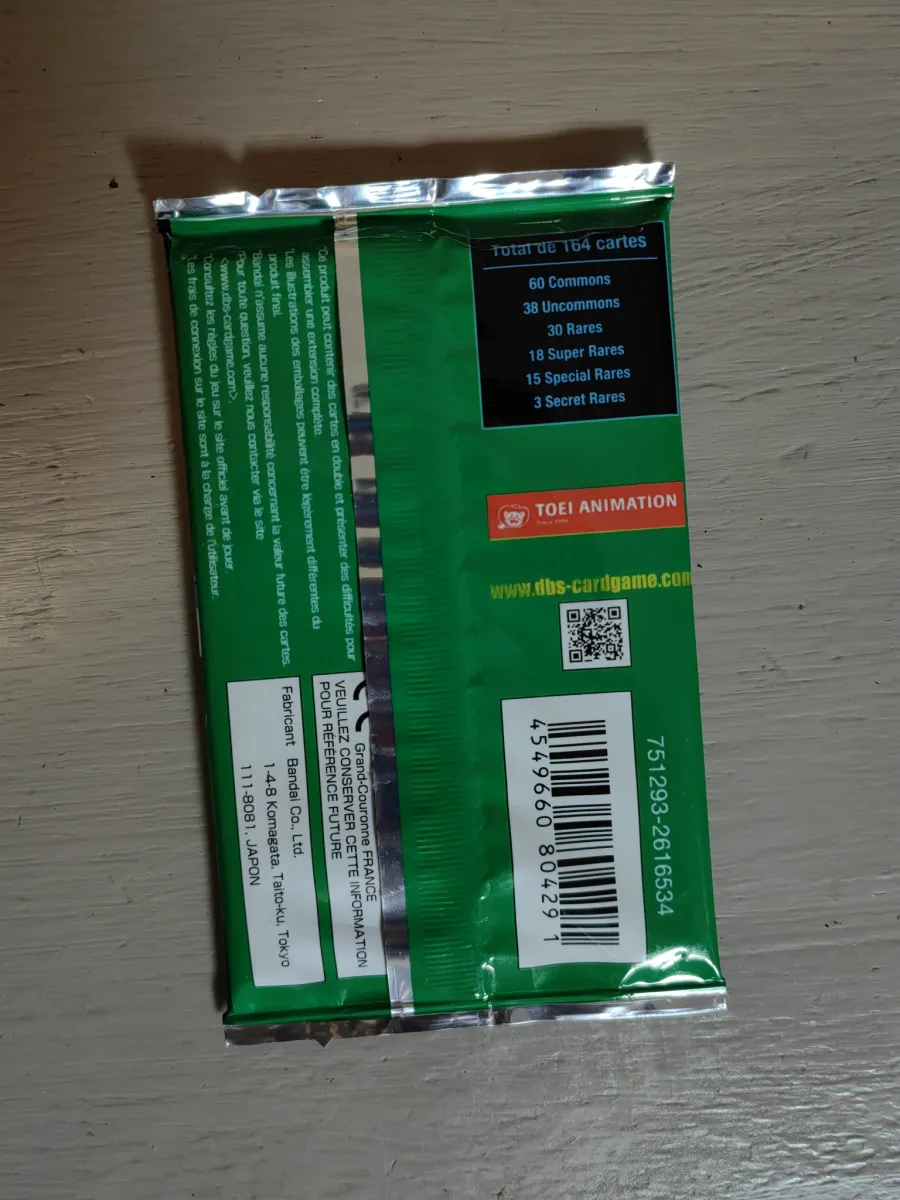 Total de 164 cartes
60 Commons
38 Uncommons
30 Rares
18 Super Rares
15 Special Rares
3 Secret Rares
TOEI ANIMATION
www.dbs-cardgame.com
751293-2616534
4549660 80429 1
*Ce produit peut contenir des cartes en double et présenter des difficultés pour
assembler une extension complète.
*Les illustrations des emballages peuvent être légèrement différentes du
produit final.
*Bandai n'assume aucune responsabilité concernant la valeur future des cartes.
*Pour toute question, veuillez nous contacter via le site
<www.dbs-cardgame.com>.
*Consultez les règles du jeu sur le site officiel avant de jouer.
*Les frais de connexion sur le site sont à la charge de l'utilisateur.
CE Grand-Couronne FRANCE
VEUILLEZ CONSERVER CETTE INFORMATION
POUR RÉFÉRENCE FUTURE
Fabricant Bandai Co., Ltd.
1-4-8 Komagata, Taito-ku, Tokyo
111-8081, JAPON